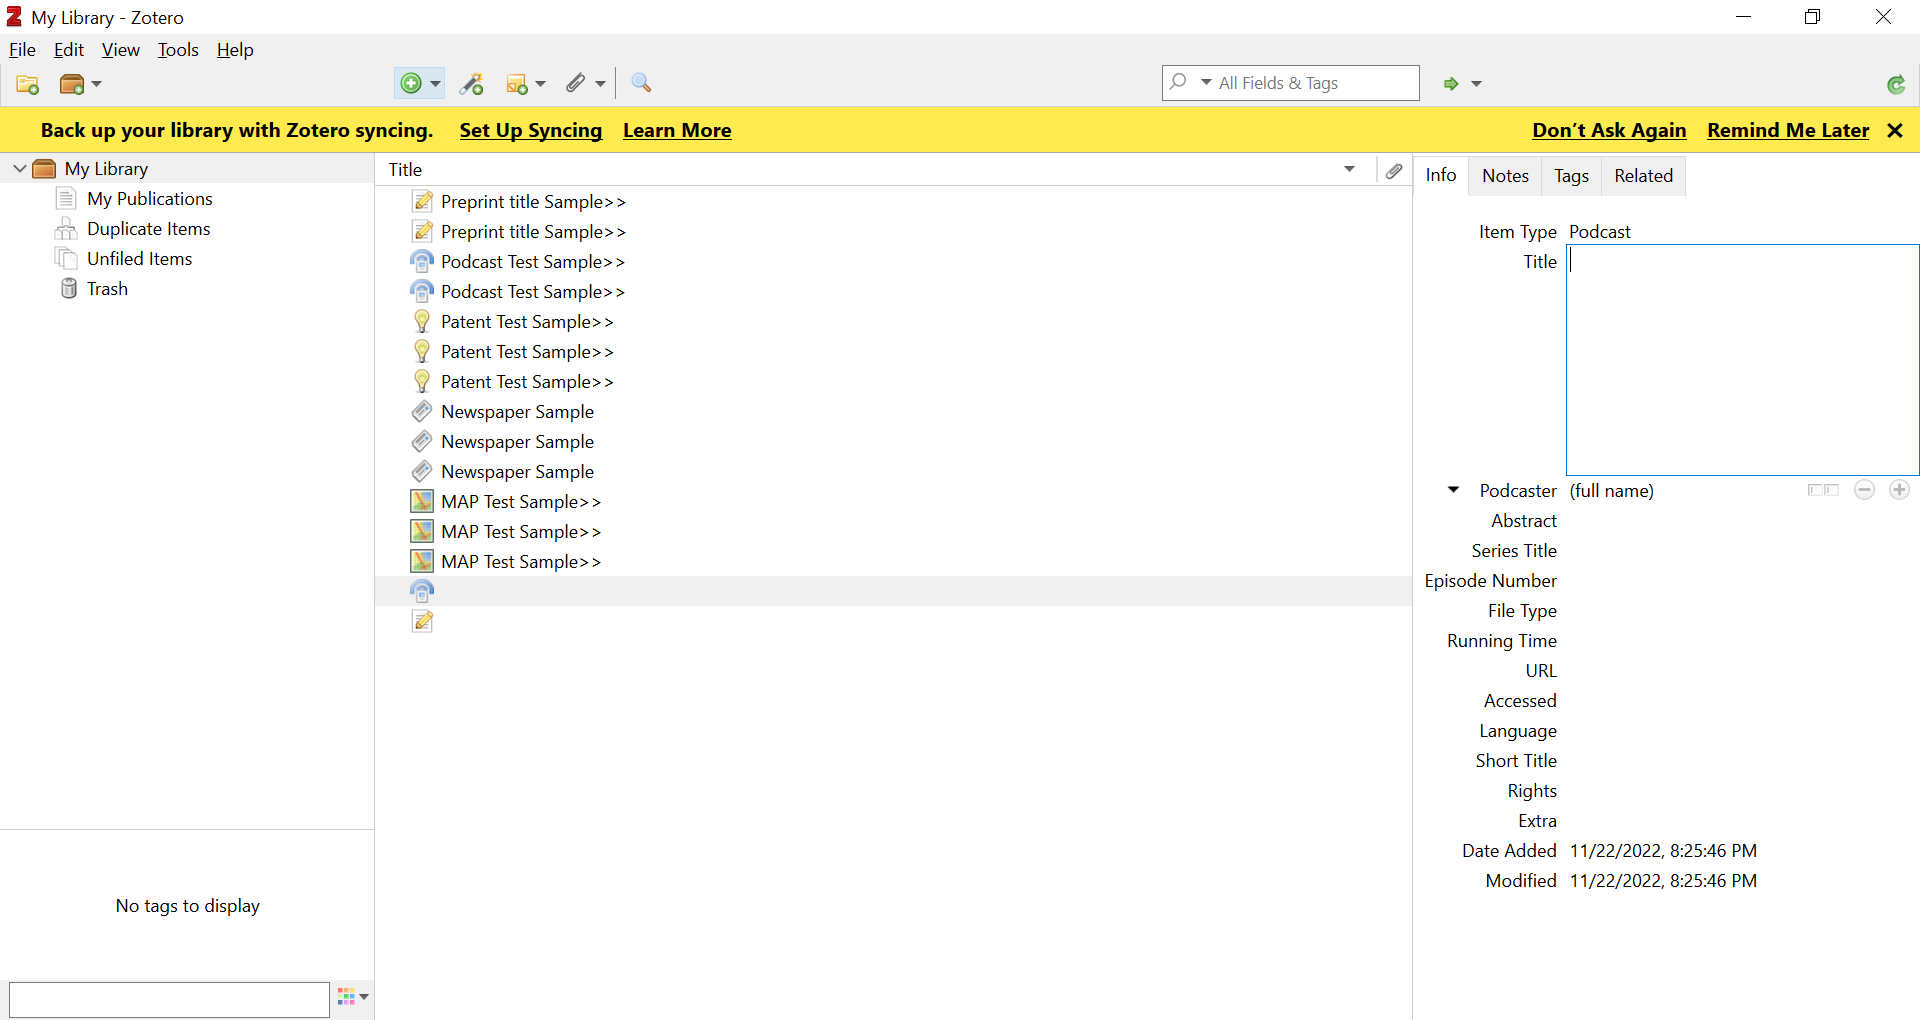 My Library - Zotero
File Edit View Tools Help
All Fields & Tags
Back up your library with Zotero syncing. Set Up Syncing Learn More Don't Ask Again Remind Me Later
My Library
My Publications
Duplicate Items
Unfiled Items
Trash
No tags to display
Title
Preprint title Sample>>
Preprint title Sample>>
Podcast Test Sample>>
Podcast Test Sample>>
Patent Test Sample>>
Patent Test Sample>>
Patent Test Sample>>
Newspaper Sample
Newspaper Sample
Newspaper Sample
MAP Test Sample>>
MAP Test Sample>>
MAP Test Sample>>
Info Notes Tags Related
Item Type Podcast
Title
Podcaster (full name)
Abstract
Series Title
Episode Number
File Type
Running Time
URL
Accessed
Language
Short Title
Rights
Extra
Date Added 11/22/2022, 8:25:46 PM
Modified 11/22/2022, 8:25:46 PM